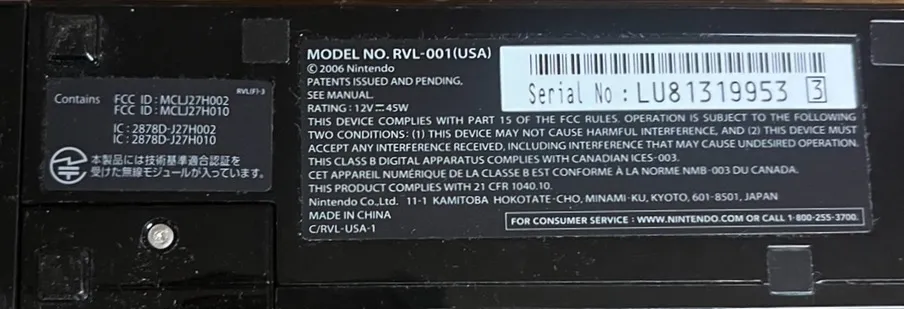 RVL(F)-3
Contains FCC ID : MCLJ27H002
FCC ID : MCLJ27H010
IC : 2878D-J27H002
IC : 2878D-J27H010
本製品には技術基準適合認証を
受けた無線モジュールが入っています。
MODEL NO. RVL-001(USA)
© 2006 Nintendo
PATENTS ISSUED AND PENDING.
SEE MANUAL.
RATING : 12V⎓45W
Serial No : LU81319953 3
THIS DEVICE COMPLIES WITH PART 15 OF THE FCC RULES. OPERATION IS SUBJECT TO THE FOLLOWING
TWO CONDITIONS: (1) THIS DEVICE MAY NOT CAUSE HARMFUL INTERFERENCE, AND (2) THIS DEVICE MUST
ACCEPT ANY INTERFERENCE RECEIVED, INCLUDING INTERFERENCE THAT MAY CAUSE UNDESIRED OPERATION.
THIS CLASS B DIGITAL APPARATUS COMPLIES WITH CANADIAN ICES-003.
CET APPAREIL NUMÉRIQUE DE LA CLASSE B EST CONFORME À LA NORME NMB-003 DU CANADA.
THIS PRODUCT COMPLIES WITH 21 CFR 1040.10.
Nintendo Co.,Ltd. 11-1 KAMITOBA HOKOTATE-CHO, MINAMI-KU, KYOTO, 601-8501, JAPAN
MADE IN CHINA
C/RVL-USA-1
FOR CONSUMER SERVICE : WWW.NINTENDO.COM OR CALL 1-800-255-3700.